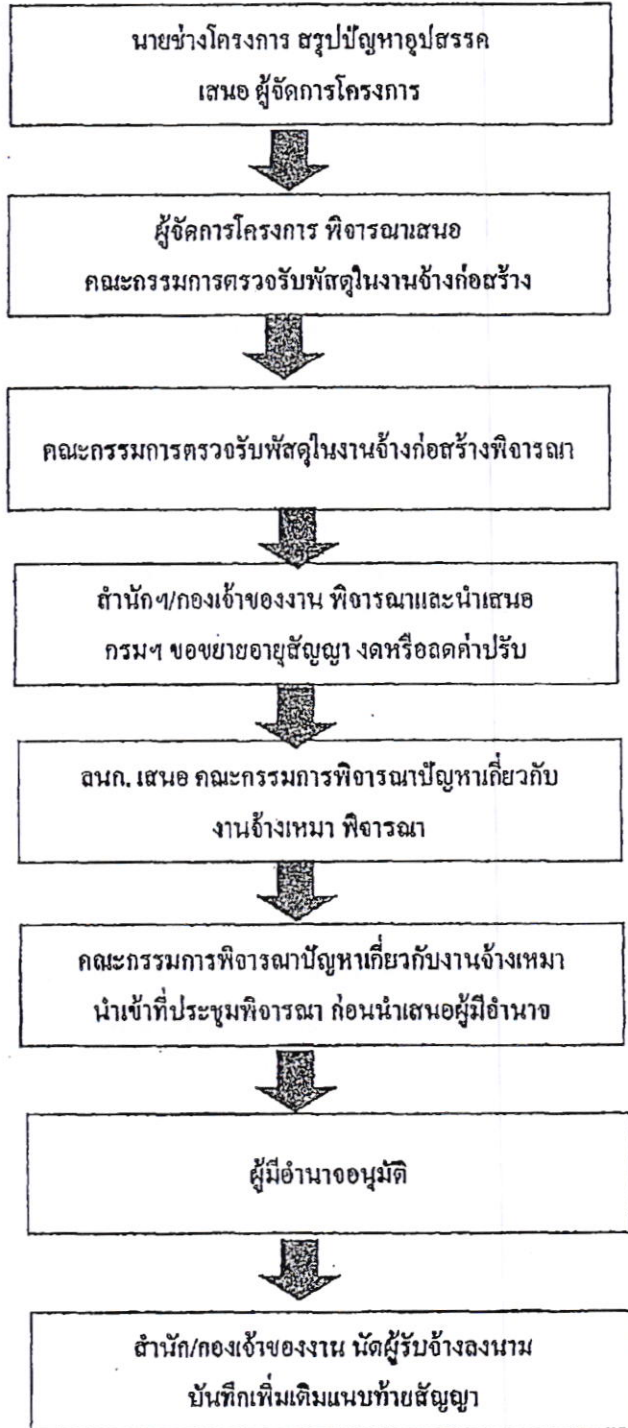 นายช่างโครงการ สรุปปัญหาอุปสรรค
เสนอ ผู้จัดการโครงการ
ผู้จัดการโครงการ พิจารณาเสนอ
คณะกรรมการตรวจรับพัสดุในงานจ้างก่อสร้าง
คณะกรรมการตรวจรับพัสดุในงานจ้างก่อสร้างพิจารณา
สำนักฯ/กองเจ้าของงาน พิจารณาและนำเสนอ
กรมฯ ขอขยายอายุสัญญา งดหรือลดค่าปรับ
ลนก. เสนอ คณะกรรมการพิจารณาปัญหาเกี่ยวกับ
งานจ้างเหมา พิจารณา
คณะกรรมการพิจารณาปัญหาเกี่ยวกับงานจ้างเหมา
นำเข้าที่ประชุมพิจารณา ก่อนนำเสนอผู้มีอำนาจ
ผู้มีอำนาจอนุมัติ
สำนัก/กองเจ้าของงาน นัดผู้รับจ้างลงนาม
บันทึกเพิ่มเติมแนบท้ายสัญญา